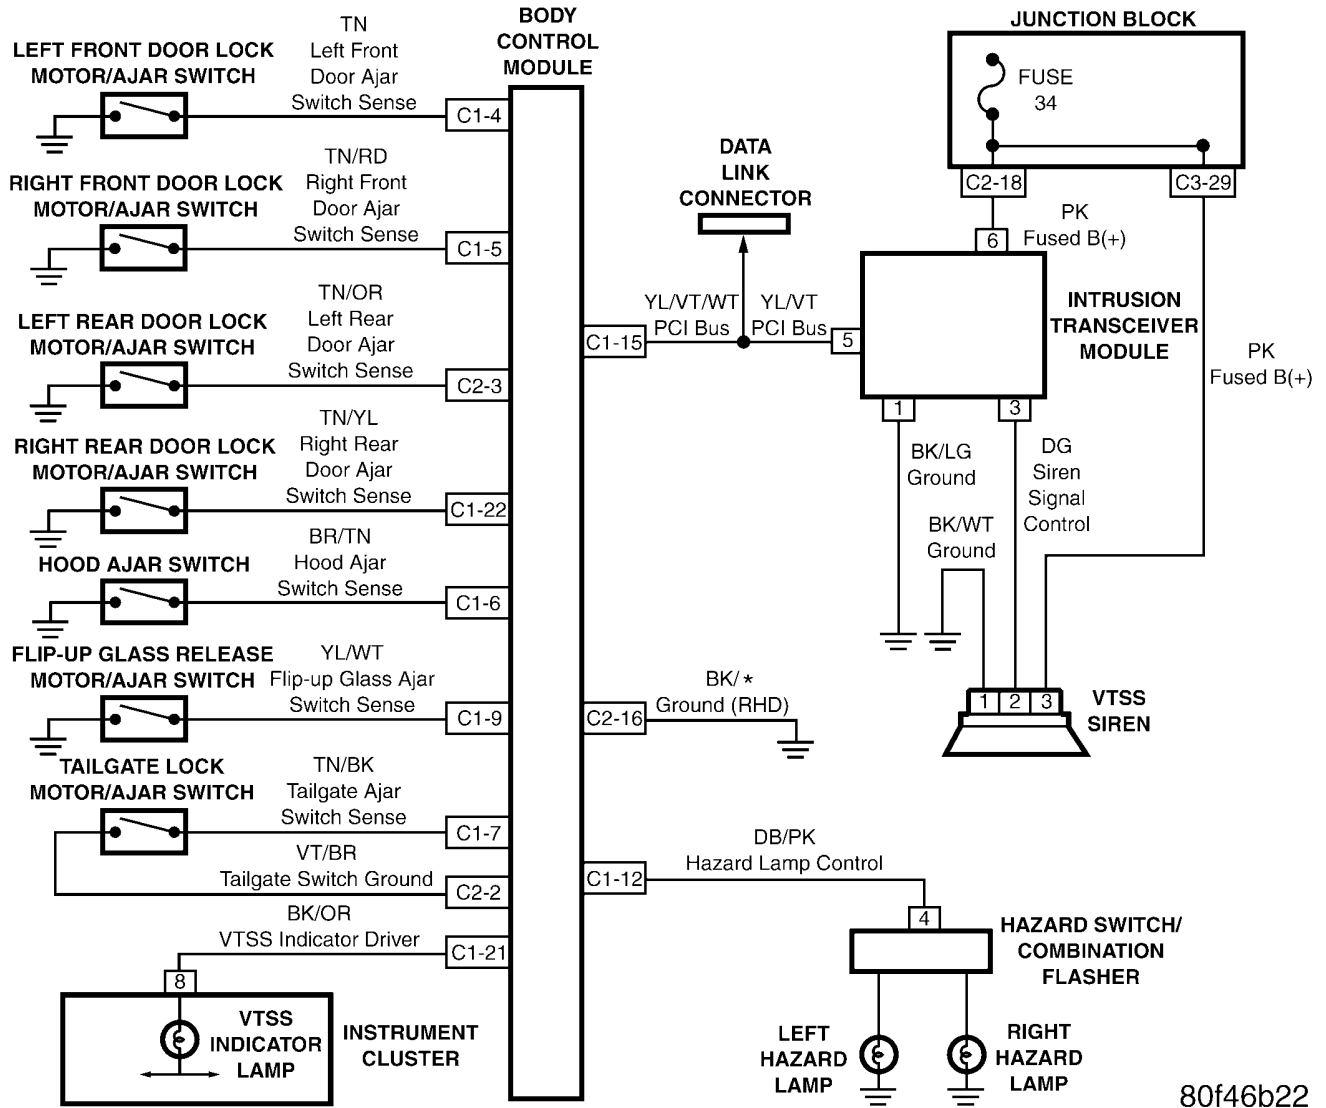 BODY
CONTROL
MODULE
LEFT FRONT DOOR LOCK
MOTOR/AJAR SWITCH
TN
Left Front
Door Ajar
Switch Sense
C1-4
RIGHT FRONT DOOR LOCK
MOTOR/AJAR SWITCH
TN/RD
Right Front
Door Ajar
Switch Sense
C1-5
LEFT REAR DOOR LOCK
MOTOR/AJAR SWITCH
TN/OR
Left Rear
Door Ajar
Switch Sense
C2-3
RIGHT REAR DOOR LOCK
MOTOR/AJAR SWITCH
TN/YL
Right Rear
Door Ajar
Switch Sense
C1-22
HOOD AJAR SWITCH
BR/TN
Hood Ajar
Switch Sense
C1-6
FLIP-UP GLASS RELEASE
MOTOR/AJAR SWITCH
YL/WT
Flip-up Glass Ajar
Switch Sense
C1-9
TAILGATE LOCK
MOTOR/AJAR SWITCH
TN/BK
Tailgate Ajar
Switch Sense
C1-7
VT/BR
Tailgate Switch Ground
C2-2
BK/OR
VTSS Indicator Driver
C1-21
8
VTSS
INDICATOR
LAMP
INSTRUMENT
CLUSTER
JUNCTION BLOCK
FUSE
34
C2-18
C3-29
PK
Fused B(+)
6
DATA
LINK
CONNECTOR
YL/VT/WT
PCI Bus
YL/VT
PCI Bus
C1-15
5
INTRUSION
TRANSCEIVER
MODULE
PK
Fused B(+)
1
3
BK/LG
Ground
DG
Siren
Signal
Control
BK/WT
Ground
1
2
3
VTSS
SIREN
C2-16
BK/*
Ground (RHD)
C1-12
DB/PK
Hazard Lamp Control
4
HAZARD SWITCH/
COMBINATION
FLASHER
LEFT
HAZARD
LAMP
RIGHT
HAZARD
LAMP
80f46b22